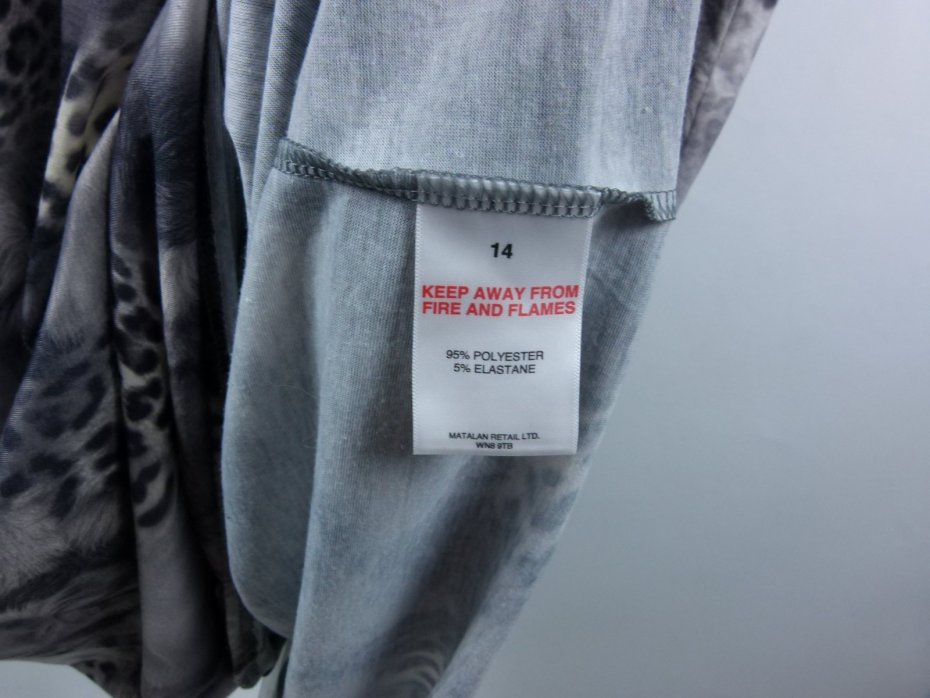 14
KEEP AWAY FROM
FIRE AND FLAMES
95% POLYESTER
5% ELASTANE
MATALAN RETAIL LTD.
WN8 9TB